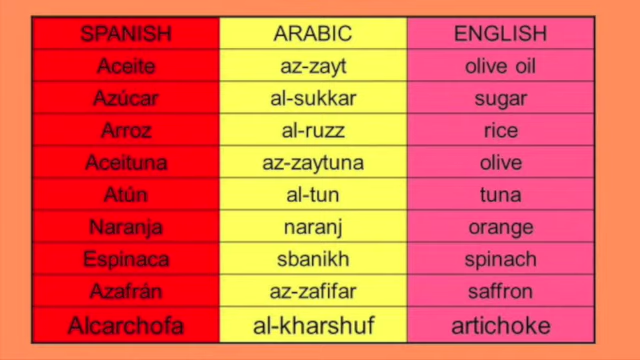 SPANISH ARABIC ENGLISH
Aceite az-zayt olive oil
Azúcar al-sukkar sugar
Arroz al-ruzz rice
Aceituna az-zaytuna olive
Atún al-tun tuna
Naranja naranj orange
Espinaca sbanikh spinach
Azafrán az-zafifar saffron
Alcarchofa al-kharshuf artichoke